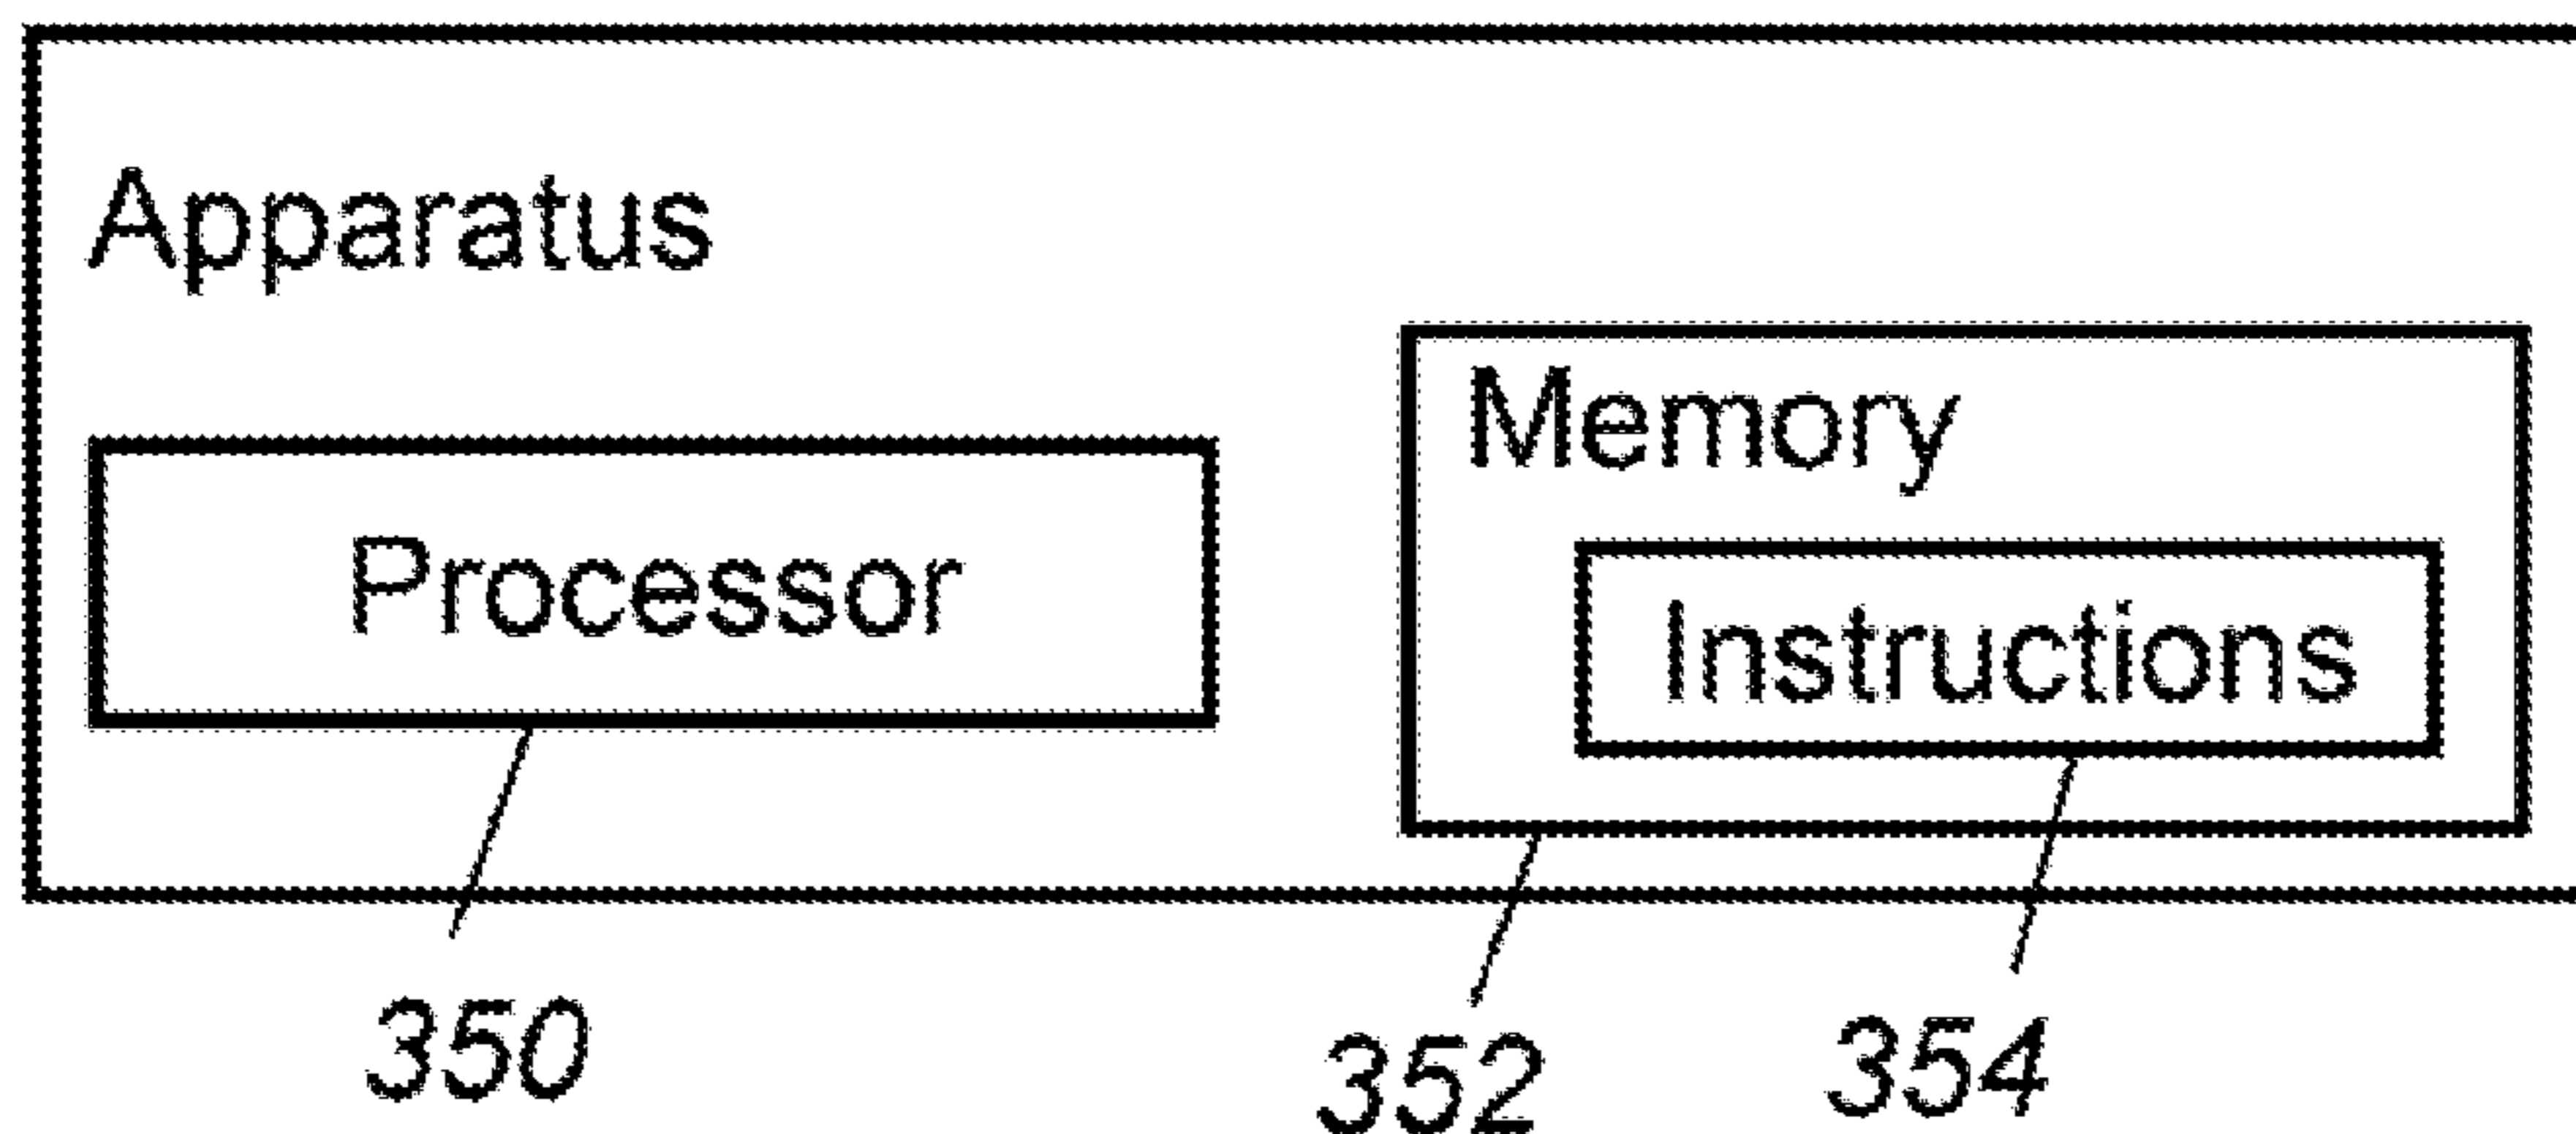 Apparatus
Memory
Processor
Instructions
350
352
354